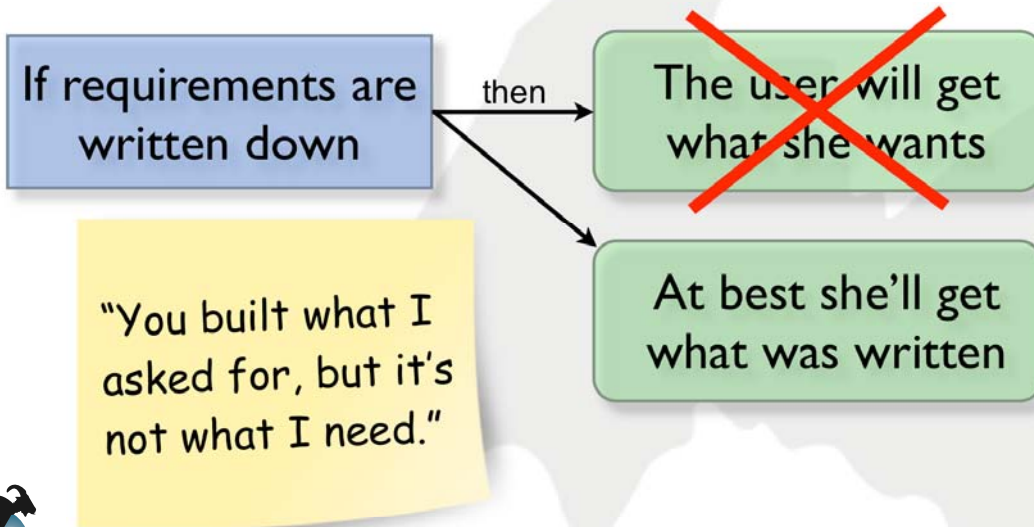 If requirements are
written down
then
The user will get
what she wants
At best she'll get
what was written
"You built what I
asked for, but it's
not what I need."